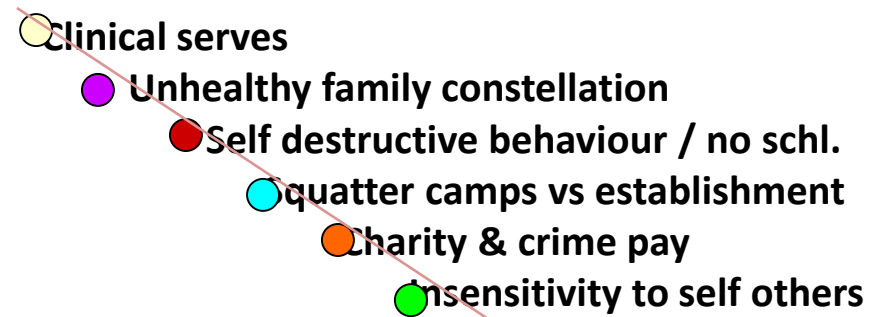 Clinical serves
Unhealthy family constellation
Self destructive behaviour / no schl.
Squatter camps vs establishment
Charity & crime pay
Insensitivity to self others